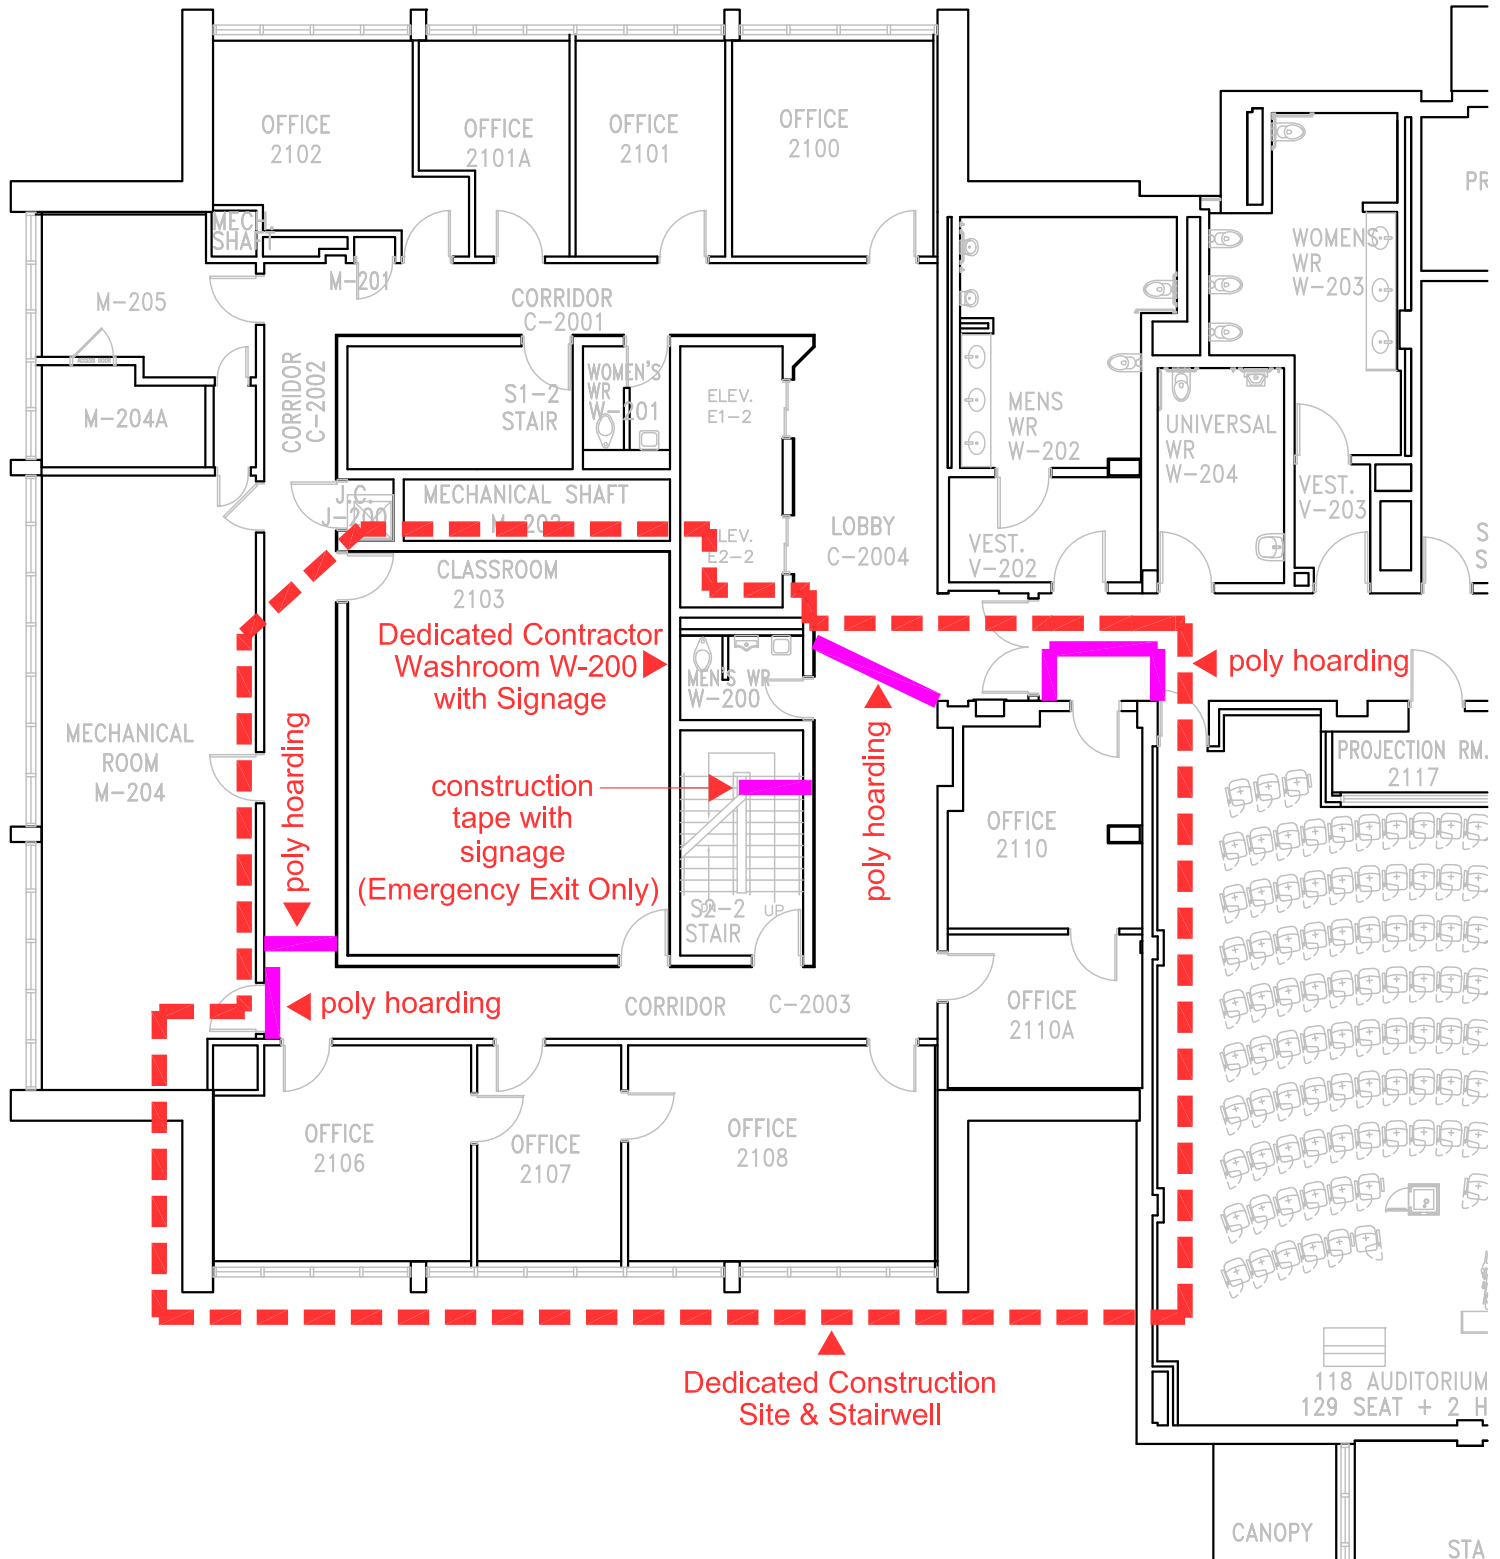 OFFICE
2102
OFFICE
2101A
OFFICE
2101
OFFICE
2100
MECH.
SHAFT
M-201
M-205
CORRIDOR
C-2001
WOMENS
WR
W-203
PR
CORRIDOR
C-2002
M-204A
S1-2
STAIR
WOMEN'S
WR
W-201
ELEV.
E1-2
MENS
WR
W-202
UNIVERSAL
WR
W-204
VEST.
V-203
J.C.
J-200
MECHANICAL SHAFT
M-202
ELEV.
E2-2
LOBBY
C-2004
VEST.
V-202
S
S
CLASSROOM
2103
Dedicated Contractor
Washroom W-200
with Signage
MEN'S WR
W-200
poly hoarding
MECHANICAL
ROOM
M-204
poly hoarding
poly hoarding
PROJECTION RM.
2117
construction
tape with
signage
(Emergency Exit Only)
OFFICE
2110
DN
UP
S2-2
STAIR
poly hoarding
CORRIDOR C-2003
OFFICE
2110A
OFFICE
2106
OFFICE
2107
OFFICE
2108
Dedicated Construction
Site & Stairwell
118 AUDITORIUM
129 SEAT + 2 H
CANOPY
STA